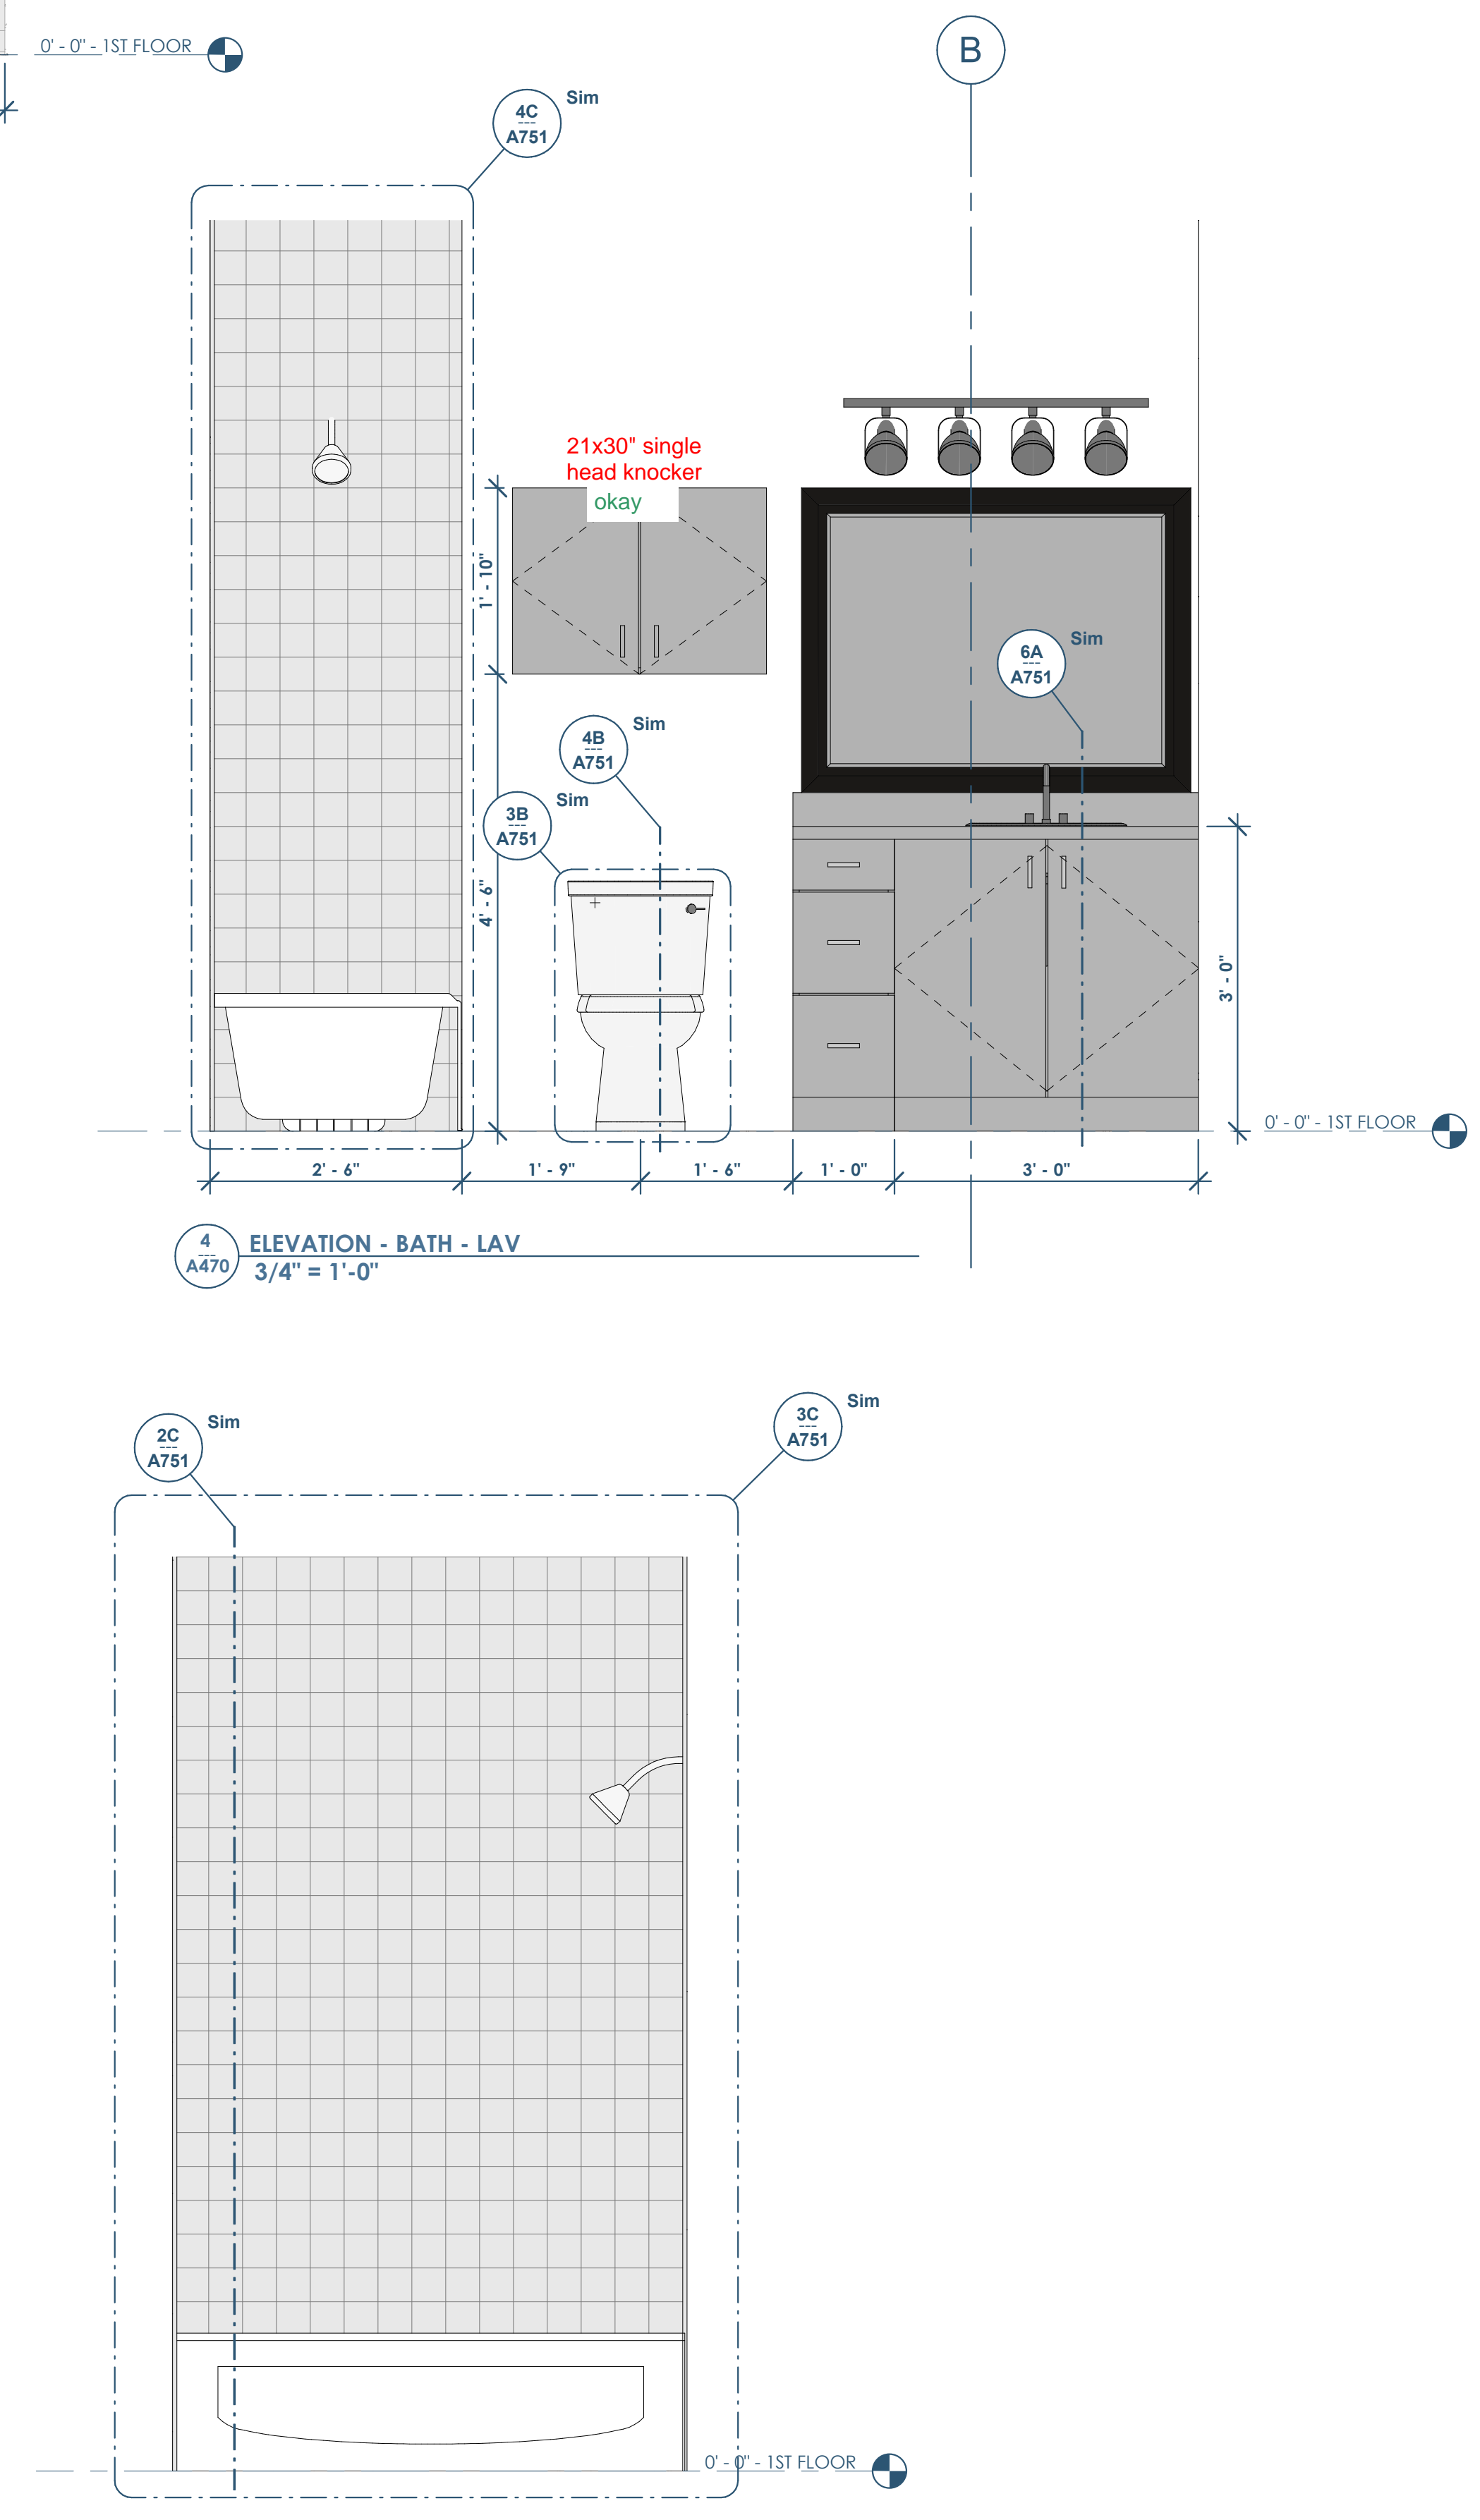 0' - 0" - 1ST FLOOR
B
4C
---
A751
Sim
21x30" single
head knocker
okay
1' - 10"
6A
---
A751
Sim
4B
---
A751
Sim
3B
---
A751
Sim
4' - 6"
3' - 0"
0' - 0" - 1ST FLOOR
2' - 6"
1' - 9"
1' - 6"
1' - 0"
3' - 0"
4
---
A470
ELEVATION - BATH - LAV
3/4" = 1'-0"
2C
---
A751
Sim
3C
---
A751
Sim
0' - 0" - 1ST FLOOR